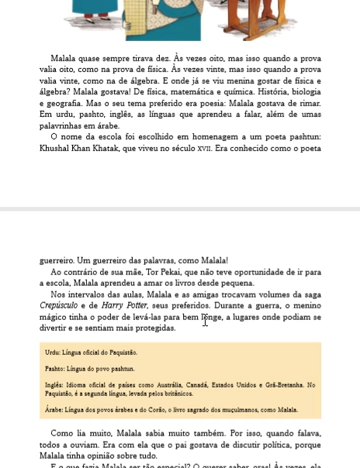 Malala quase sempre tirava dez. Às vezes oito, mas isso quando a prova
valia oito, como na prova de física. Às vezes vinte, mas isso quando a prova
valia vinte, como na de álgebra. E onde já se viu menina gostar de física e
álgebra? Malala gostava! De física, matemática e química. História, biologia
e geografia. Mas o seu tema preferido era poesia: Malala gostava de rimar.
Em urdu, pashto, inglês, as línguas que aprendeu a falar, além de umas
palavrinhas em árabe.
O nome da escola foi escolhido em homenagem a um poeta pashtun:
Khushal Khan Khatak, que viveu no século XVII. Era conhecido como o poeta
guerreiro. Um guerreiro das palavras, como Malala!
Ao contrário de sua mãe, Tor Pekai, que não teve oportunidade de ir para
a escola, Malala aprendeu a amar os livros desde pequena.
Nos intervalos das aulas, Malala e as amigas trocavam volumes da saga
Crepúsculo e de Harry Potter, seus preferidos. Durante a guerra, o menino
mágico tinha o poder de levá-las para bem longe, a lugares onde podiam se
divertir e se sentiam mais protegidas.
Urdu: Língua oficial do Paquistão.
Pashto: Língua do povo pashtun.
Inglês: Idioma oficial de países como Austrália, Canadá, Estados Unidos e Grã-Bretanha. No
Paquistão, é a segunda língua, levada pelos britânicos.
Árabe: Língua dos povos árabes e do Corão, o livro sagrado dos muçulmanos, como Malala.
Como lia muito, Malala sabia muito também. Por isso, quando falava,
todos a ouviam. Era com ela que o pai gostava de discutir política, porque
Malala tinha opinião sobre tudo.
E o que fazia Malala ser tão especial? O querer saber, oras! Às vezes, ela